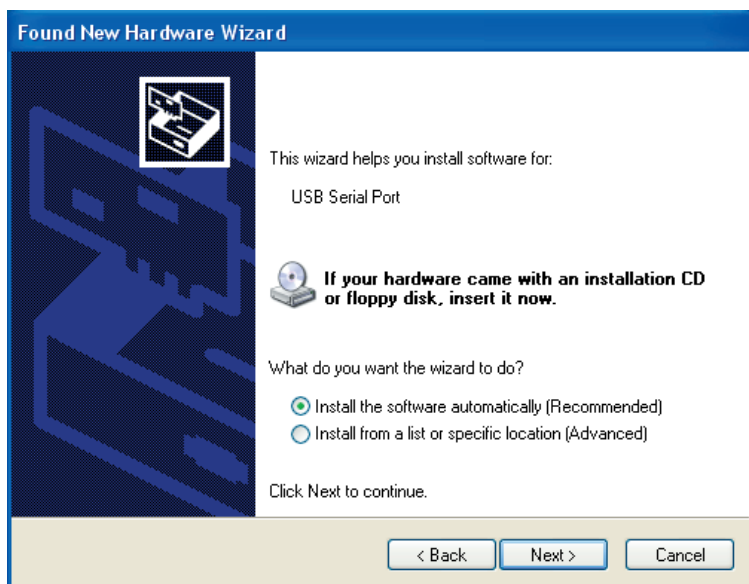 Found New Hardware Wizard
This wizard helps you install software for:
USB Serial Port
If your hardware came with an installation CD
or floppy disk, insert it now.
What do you want the wizard to do?
Install the software automatically (Recommended)
Install from a list or specific location (Advanced)
Click Next to continue.
< Back Next > Cancel